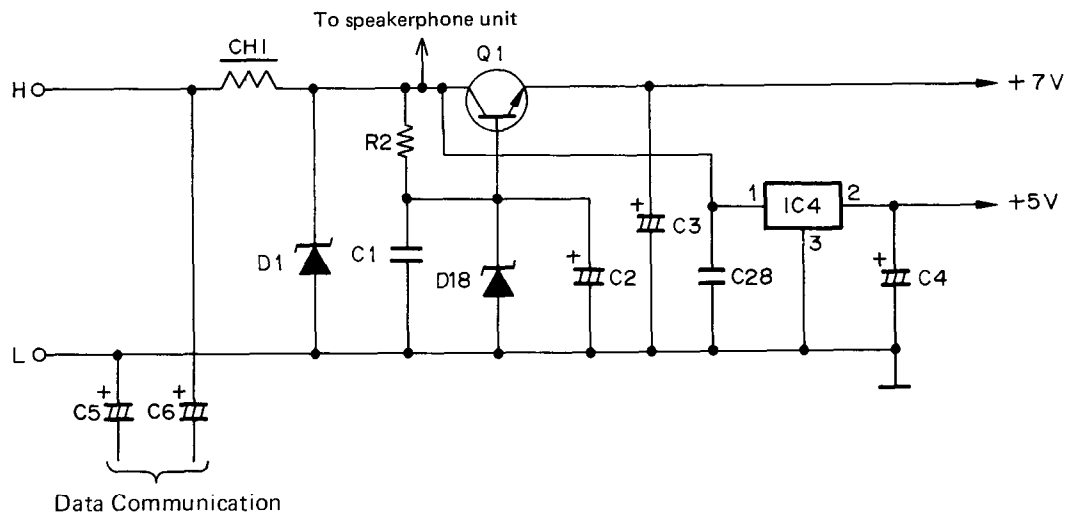 To speakerphone unit
CH1
Q1
H
+7V
R2
1
IC4
2
+5V
3
+
C3
D1
C1
D18
+
C2
C28
+
C4
L
+
C5
+
C6
Data Communication